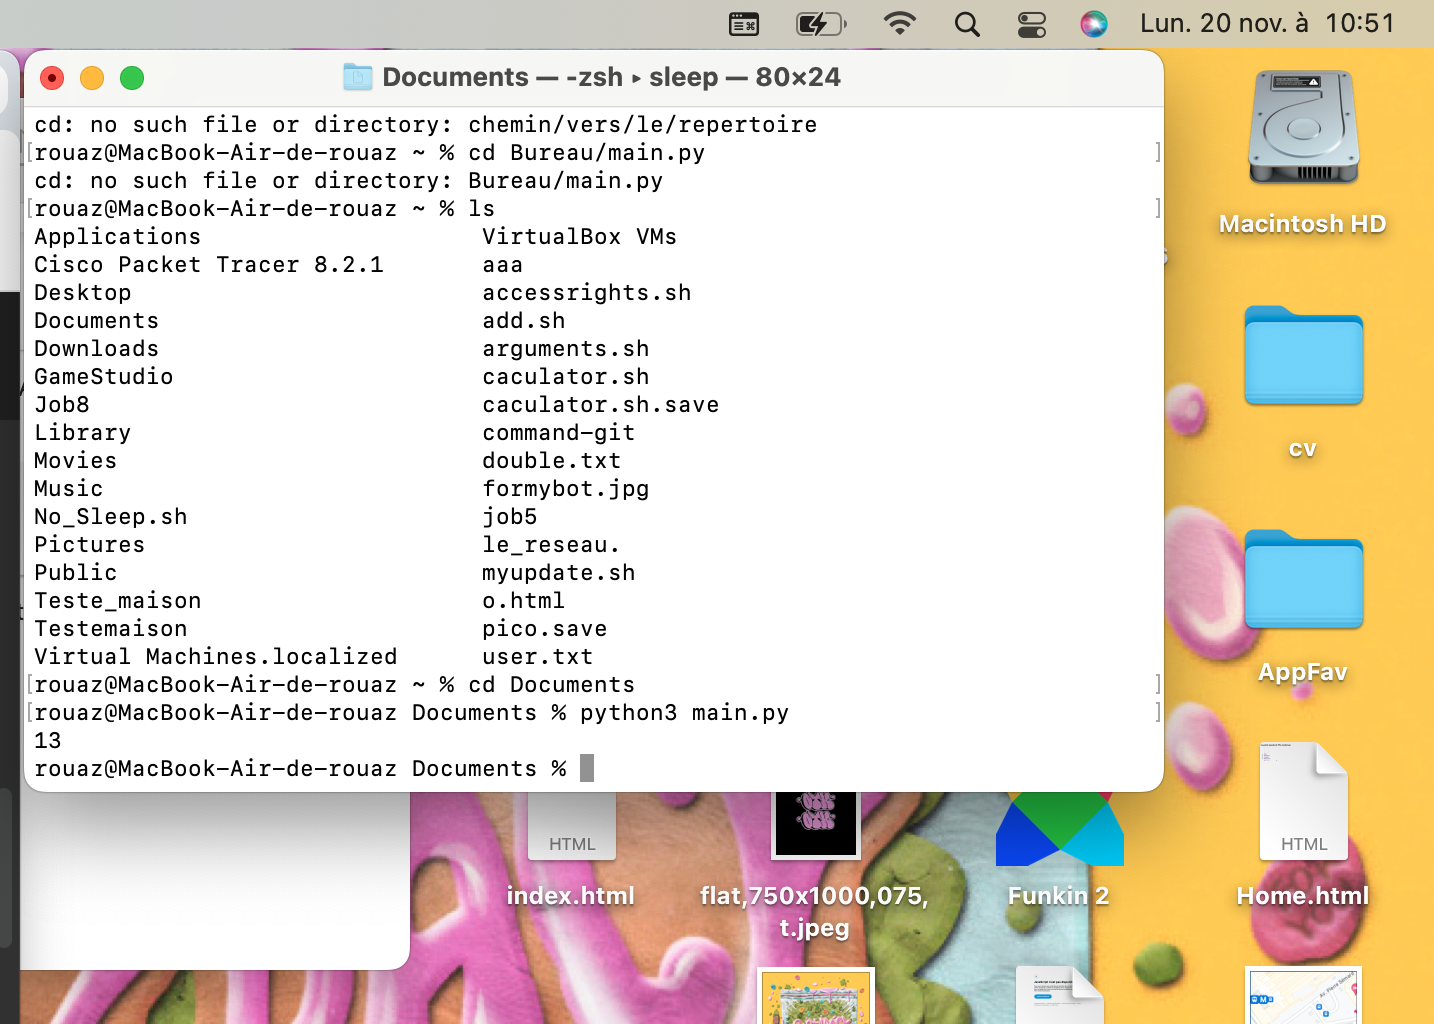 Lun. 20 nov. à 10:51
Documents — -zsh ▸ sleep — 80×24
cd: no such file or directory: chemin/vers/le/repertoire
rouaz@MacBook-Air-de-rouaz ~ % cd Bureau/main.py
cd: no such file or directory: Bureau/main.py
rouaz@MacBook-Air-de-rouaz ~ % ls
Applications VirtualBox VMs
Cisco Packet Tracer 8.2.1 aaa
Desktop accessrights.sh
Documents add.sh
Downloads arguments.sh
GameStudio caculator.sh
Job8 caculator.sh.save
Library command-git
Movies double.txt
Music formybot.jpg
No_Sleep.sh job5
Pictures le_reseau.
Public myupdate.sh
Teste_maison o.html
Testemaison pico.save
Virtual Machines.localized user.txt
rouaz@MacBook-Air-de-rouaz ~ % cd Documents
rouaz@MacBook-Air-de-rouaz Documents % python3 main.py
13
rouaz@MacBook-Air-de-rouaz Documents %
Macintosh HD
cv
AppFav
HTML
index.html
flat,750x1000,075,
t.jpeg
Funkin 2
HTML
Home.html